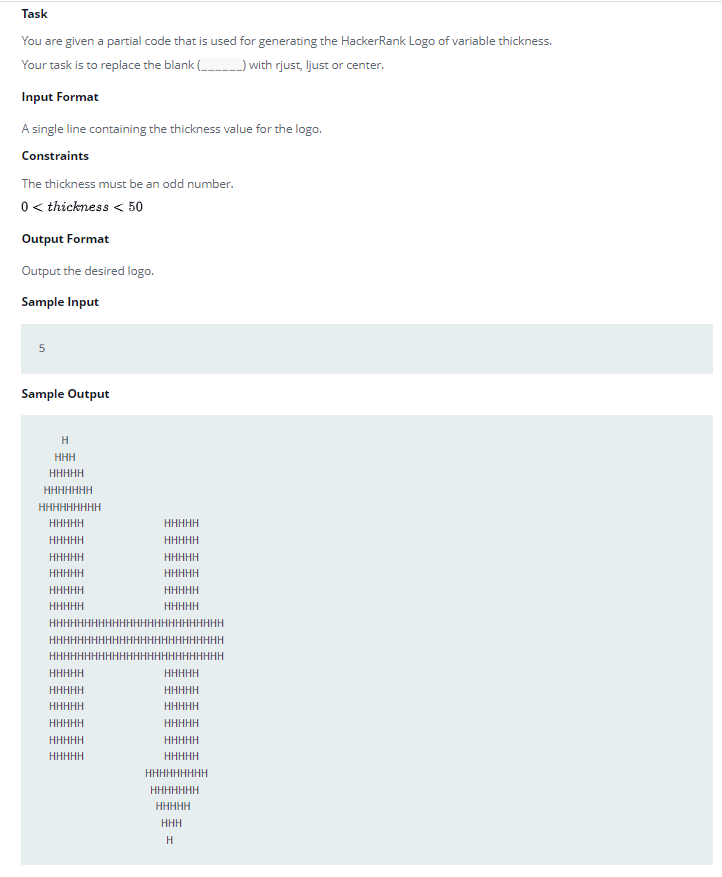 Task
You are given a partial code that is used for generating the HackerRank Logo of variable thickness.
Your task is to replace the blank (______) with rjust, ljust or center.
Input Format
A single line containing the thickness value for the logo.
Constraints
The thickness must be an odd number.
0 < thickness < 50
Output Format
Output the desired logo.
Sample Input
5
Sample Output
    H
   HHH
  HHHHH
 HHHHHHH
HHHHHHHHH
  HHHHH               HHHHH
  HHHHH               HHHHH
  HHHHH               HHHHH
  HHHHH               HHHHH
  HHHHH               HHHHH
  HHHHH               HHHHH
  HHHHHHHHHHHHHHHHHHHHHHHHH
  HHHHHHHHHHHHHHHHHHHHHHHHH
  HHHHHHHHHHHHHHHHHHHHHHHHH
  HHHHH               HHHHH
  HHHHH               HHHHH
  HHHHH               HHHHH
  HHHHH               HHHHH
  HHHHH               HHHHH
  HHHHH               HHHHH
                    HHHHHHHHH
                     HHHHHHH
                      HHHHH
                       HHH
                        H